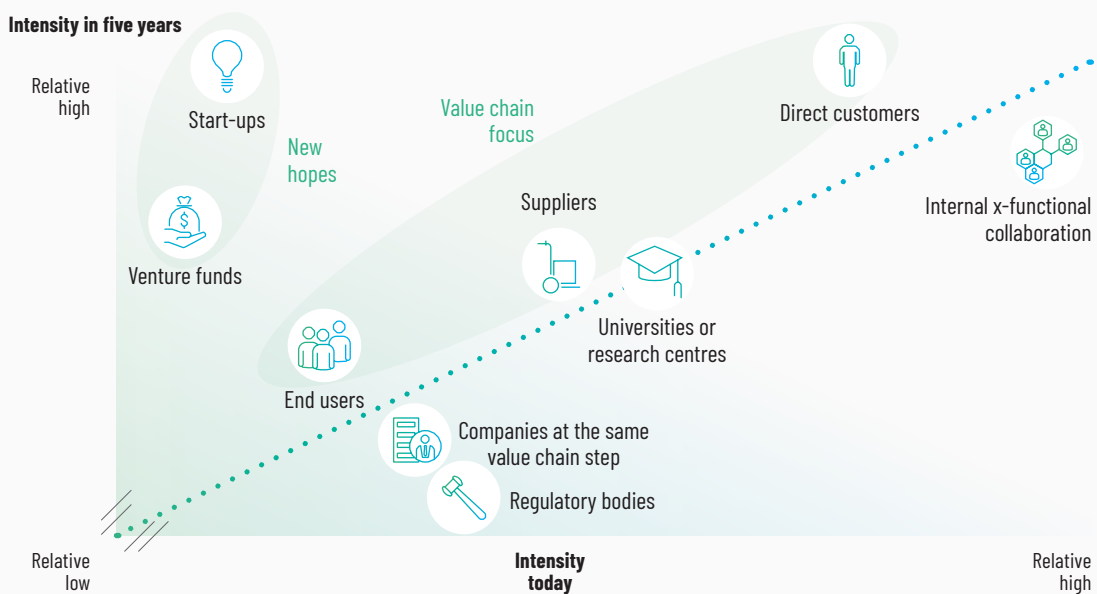 Intensity in five years
Relative
high
Start-ups
New
hopes
Value chain
focus
Direct customers
Venture funds
$
Suppliers
Internal x-functional
collaboration
Universities or
research centres
End users
Companies at the same
value chain step
Regulatory bodies
Relative
low
Intensity
today
Relative
high